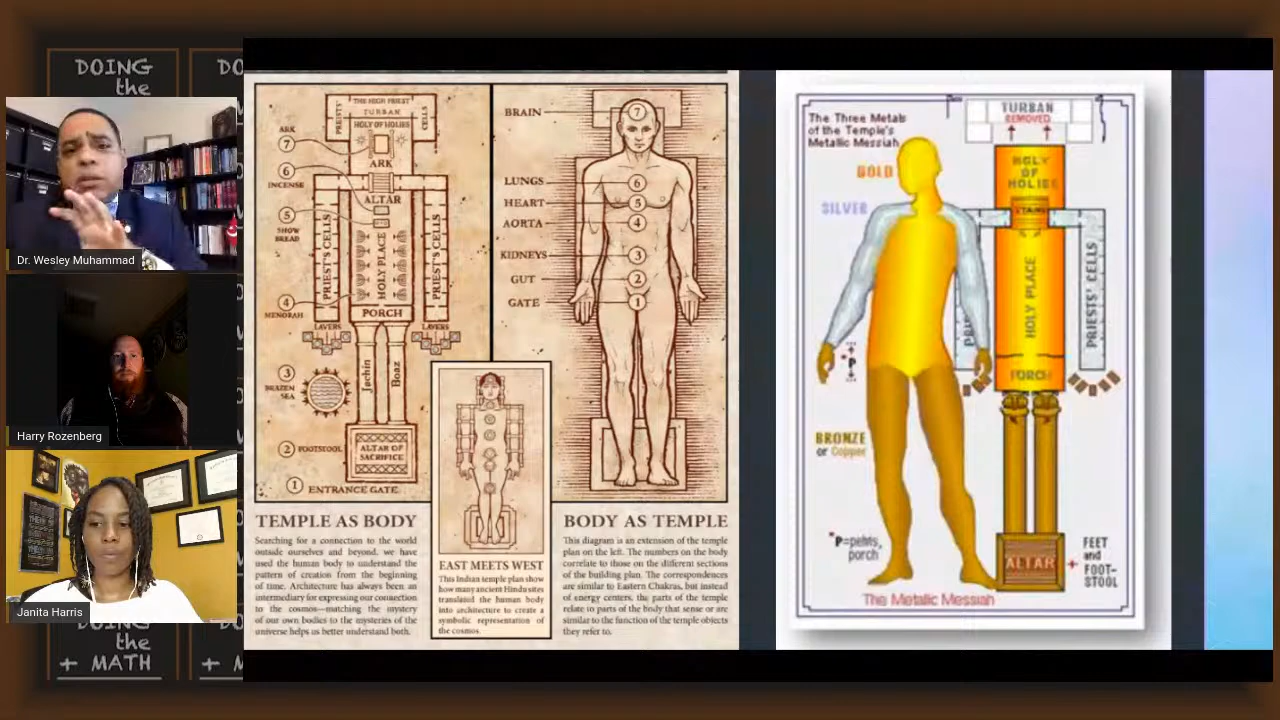 DOING
the
DO
Dr. Wesley Muhammad
Harry Rozenberg
Janita Harris
the
+ MATH
+ M
THE HIGH PRIEST
TURBAN
HOLY OF HOLIES
PRIESTS'
CELLS
ARK
7
ARK
6
INCENSE
ALTAR
5
SHOW
BREAD
PRIEST'S CELLS
HOLY PLACE
PRIEST'S CELLS
4
MENORAH
PORCH
LAVERS
LAVERS
Jachin
Boaz
3
BRAZEN
SEA
2 FOOTSTOOL
ALTAR OF
SACRIFICE
1 ENTRANCE GATE
BRAIN
7
LUNGS
6
HEART
5
AORTA
4
KIDNEYS
3
GUT
2
GATE
1
TEMPLE AS BODY
Searching for a connection to the world
outside ourselves and beyond, we have
used the human body to understand the
pattern of creation from the beginning
of time. Architecture has always been an
intermediary for expressing our connection
to the cosmos—matching the mystery
of our own bodies to the mysteries of the
universe helps us better understand both.
EAST MEETS WEST
This Indian temple plan show
how many ancient Hindu sites
translated the human body
into architecture to create a
symbolic representation of
the cosmos.
BODY AS TEMPLE
This diagram is an extension of the temple
plan on the left. The numbers on the body
correlate to those on the different sections
of the building plan. The correspondences
are similar to Eastern Chakras, but instead
of energy centers, the parts of the temple
relate to parts of the body that sense or are
similar to the function of the temple objects
they refer to.
The Three Metals
of the Temple's
Metallic Messiah
TURBAN
REMOVED
GOLD
HOLY
OF
HOLIES
SILVER
HOLY PLACE
PRIESTS' CELLS
PRI
*P
PORCH
BRONZE
or Copper
*P=pelvis,
porch
ALTAR
FEET
and
FOOT-
STOOL
The Metallic Messiah